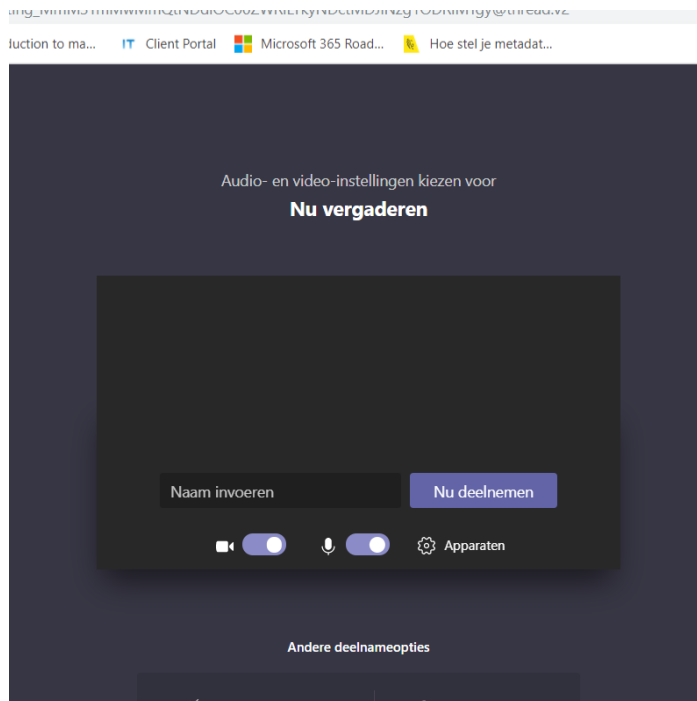 duction to ma... IT Client Portal Microsoft 365 Road... Hoe stel je metadat...
Audio- en video-instellingen kiezen voor
Nu vergaderen
Naam invoeren
Nu deelnemen
Apparaten
Andere deelnameopties